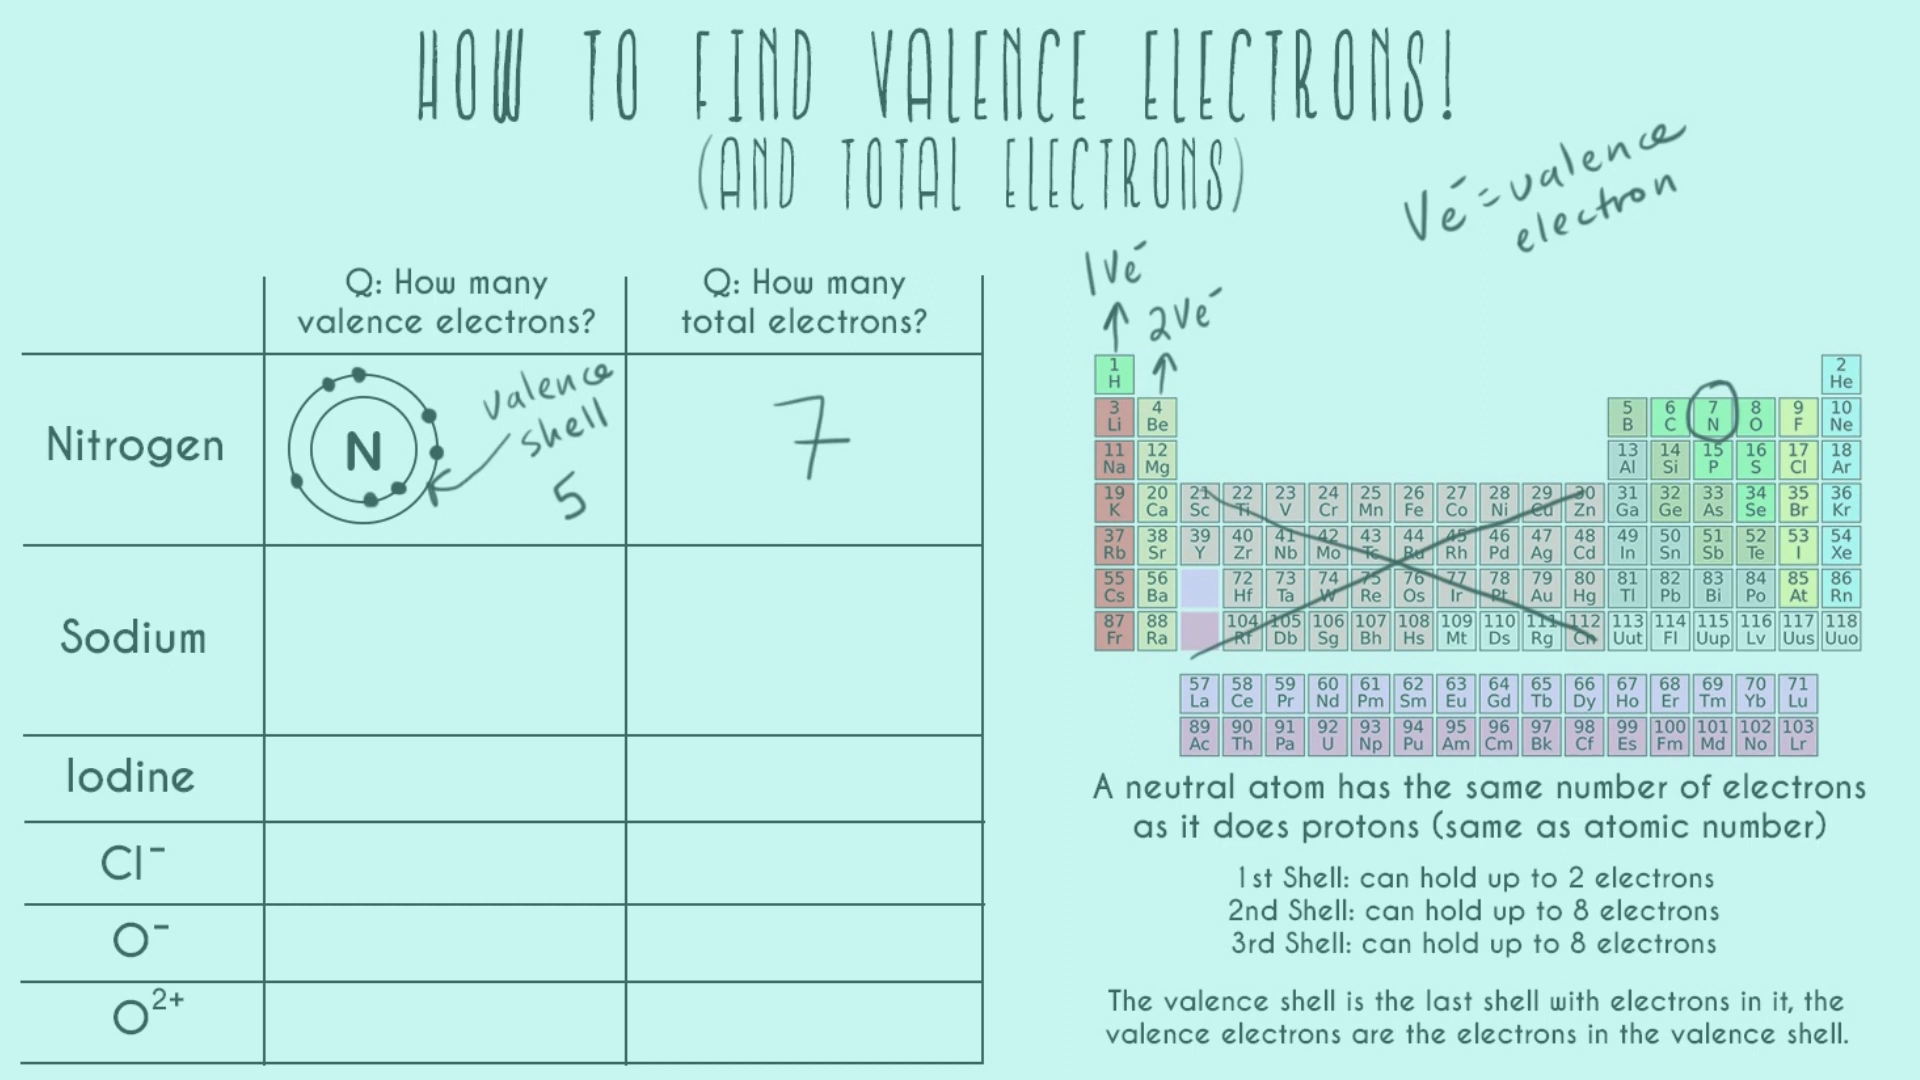 HOW TO FIND VALENCE ELECTRONS!
(AND TOTAL ELECTRONS)
Ve⁻ = valence
electron
Q: How many
valence electrons?
Q: How many
total electrons?
Nitrogen
N
valence
shell
5
7
Sodium
Iodine
Cl⁻
O⁻
O²⁺
1Ve⁻
2Ve⁻
1 2
H He
3 4 5 6 7 8 9 10
Li Be B C N O F Ne
11 12 13 14 15 16 17 18
Na Mg Al Si P S Cl Ar
19 20 21 22 23 24 25 26 27 28 29 30 31 32 33 34 35 36
K Ca Sc Ti V Cr Mn Fe Co Ni Cu Zn Ga Ge As Se Br Kr
37 38 39 40 41 42 43 44 45 46 47 48 49 50 51 52 53 54
Rb Sr Y Zr Nb Mo Tc Ru Rh Pd Ag Cd In Sn Sb Te I Xe
55 56 72 73 74 75 76 77 78 79 80 81 82 83 84 85 86
Cs Ba Hf Ta W Re Os Ir Pt Au Hg Tl Pb Bi Po At Rn
87 88 104 105 106 107 108 109 110 111 112 113 114 115 116 117 118
Fr Ra Rf Db Sg Bh Hs Mt Ds Rg Cn Uut Fl Uup Lv Uus Uuo
57 58 59 60 61 62 63 64 65 66 67 68 69 70 71
La Ce Pr Nd Pm Sm Eu Gd Tb Dy Ho Er Tm Yb Lu
89 90 91 92 93 94 95 96 97 98 99 100 101 102 103
Ac Th Pa U Np Pu Am Cm Bk Cf Es Fm Md No Lr
A neutral atom has the same number of electrons
as it does protons (same as atomic number)
1st Shell: can hold up to 2 electrons
2nd Shell: can hold up to 8 electrons
3rd Shell: can hold up to 8 electrons
The valence shell is the last shell with electrons in it, the
valence electrons are the electrons in the valence shell.